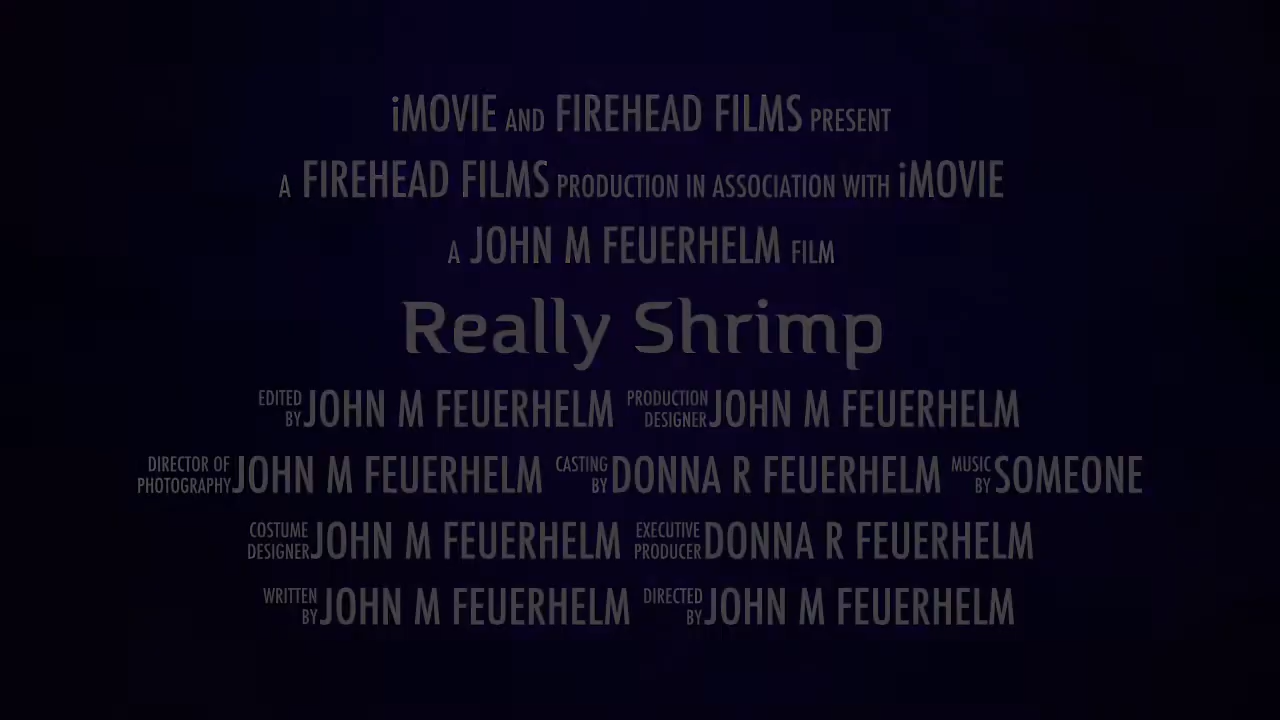 iMOVIE AND FIREHEAD FILMS PRESENT
A FIREHEAD FILMS PRODUCTION IN ASSOCIATION WITH iMOVIE
A JOHN M FEUERHELM FILM
Really Shrimp
EDITED BY JOHN M FEUERHELM PRODUCTION DESIGNER JOHN M FEUERHELM
DIRECTOR OF PHOTOGRAPHY JOHN M FEUERHELM CASTING BY DONNA R FEUERHELM MUSIC BY SOMEONE
COSTUME DESIGNER JOHN M FEUERHELM EXECUTIVE PRODUCER DONNA R FEUERHELM
WRITTEN BY JOHN M FEUERHELM DIRECTED BY JOHN M FEUERHELM